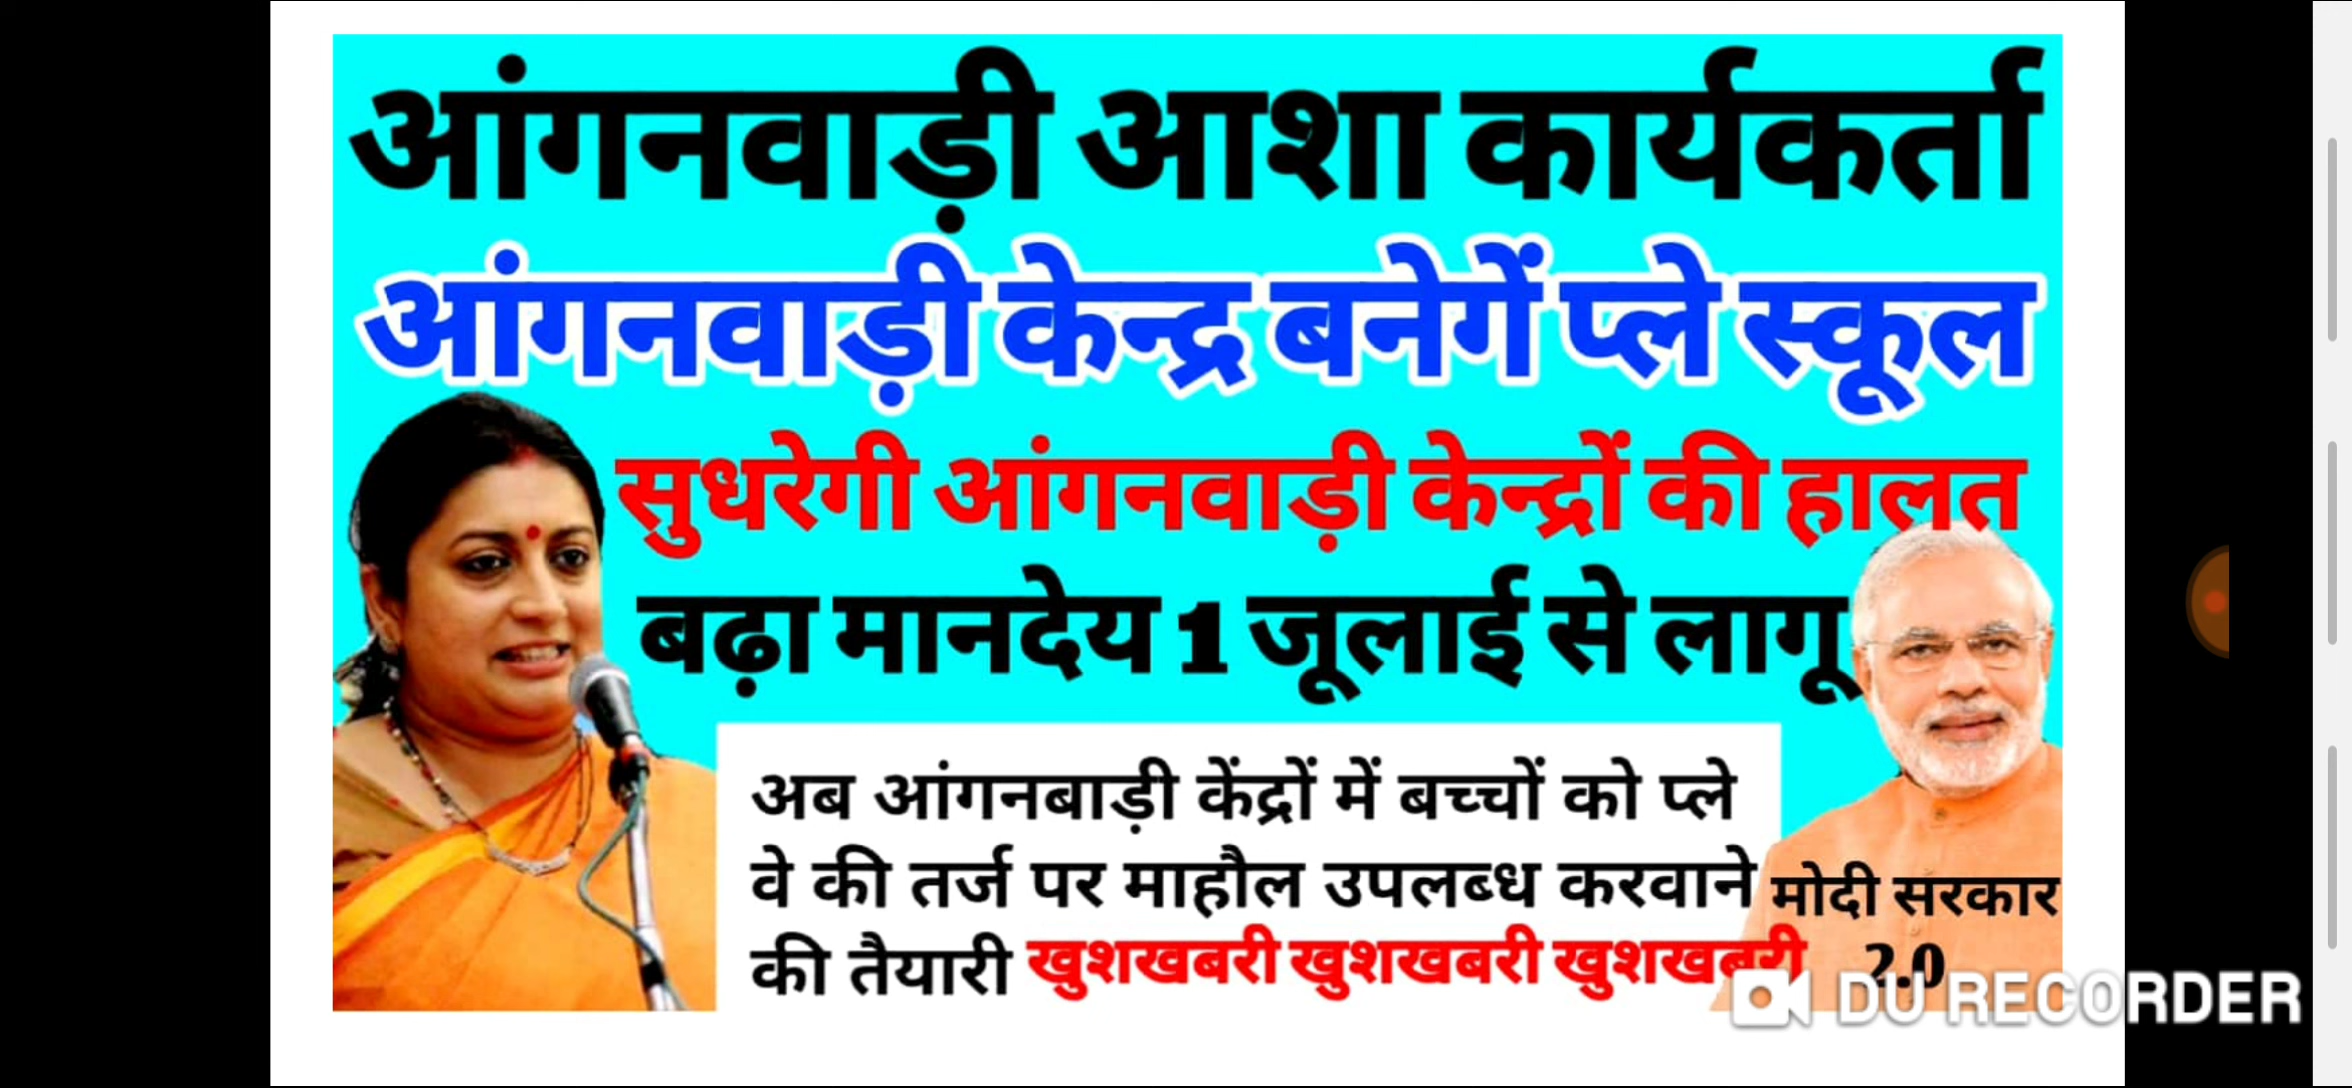 आंगनवाड़ी आशा कार्यकर्ता
आंगनवाड़ी केन्द्र बनेगें प्ले स्कूल
सुधरेगी आंगनवाड़ी केन्द्रों की हालत
बढ़ा मानदेय 1 जूलाई से लागू
अब आंगनबाड़ी केंद्रों में बच्चों को प्ले
वे की तर्ज पर माहौल उपलब्ध करवाने
की तैयारी खुशखबरी खुशखबरी खुशखबरी
मोदी सरकार
2.0
DU RECORDER